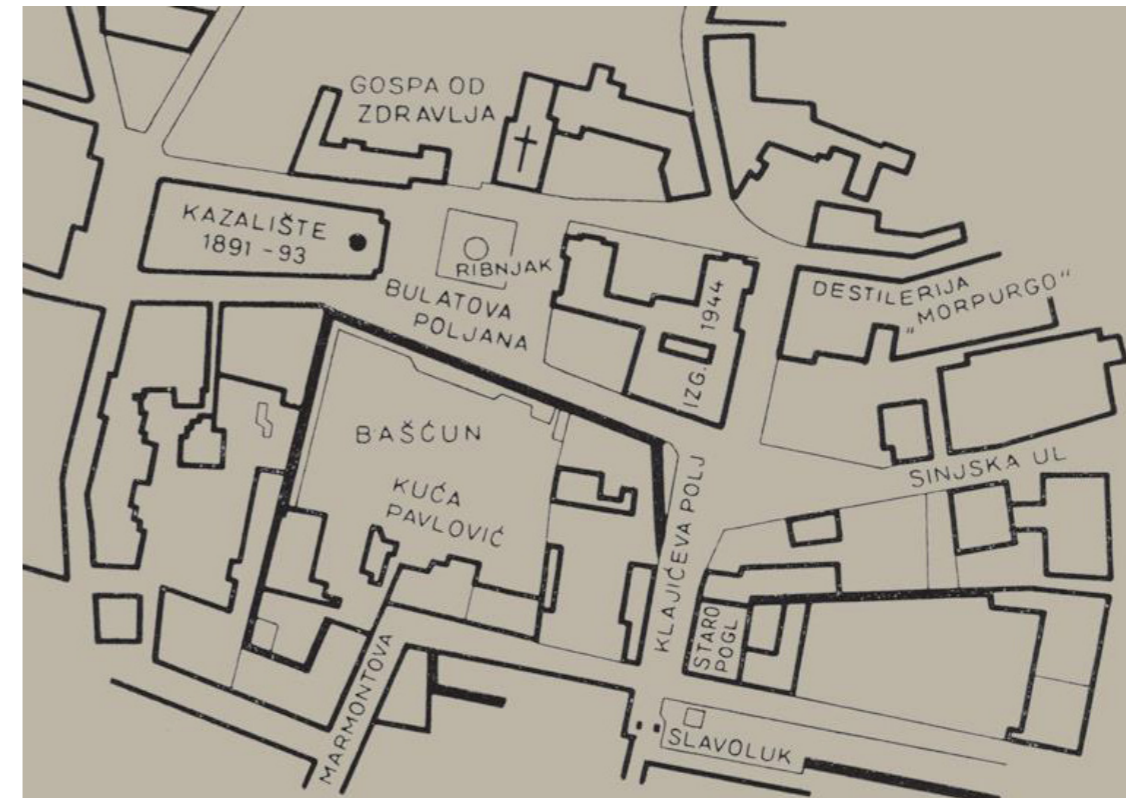 GOSPA OD
ZDRAVLJA
KAZALIŠTE
1891-93
RIBNJAK
BULATOVA
POLJANA
IZG. 1944
DESTILERIJA
„MORPURGO“
BAŠĆUN
KUĆA
PAVLOVIĆ
SINJSKA UL
KLAJIĆEVA POLJ
STARO
POGL
MARMONTOVA
SLAVOLUK